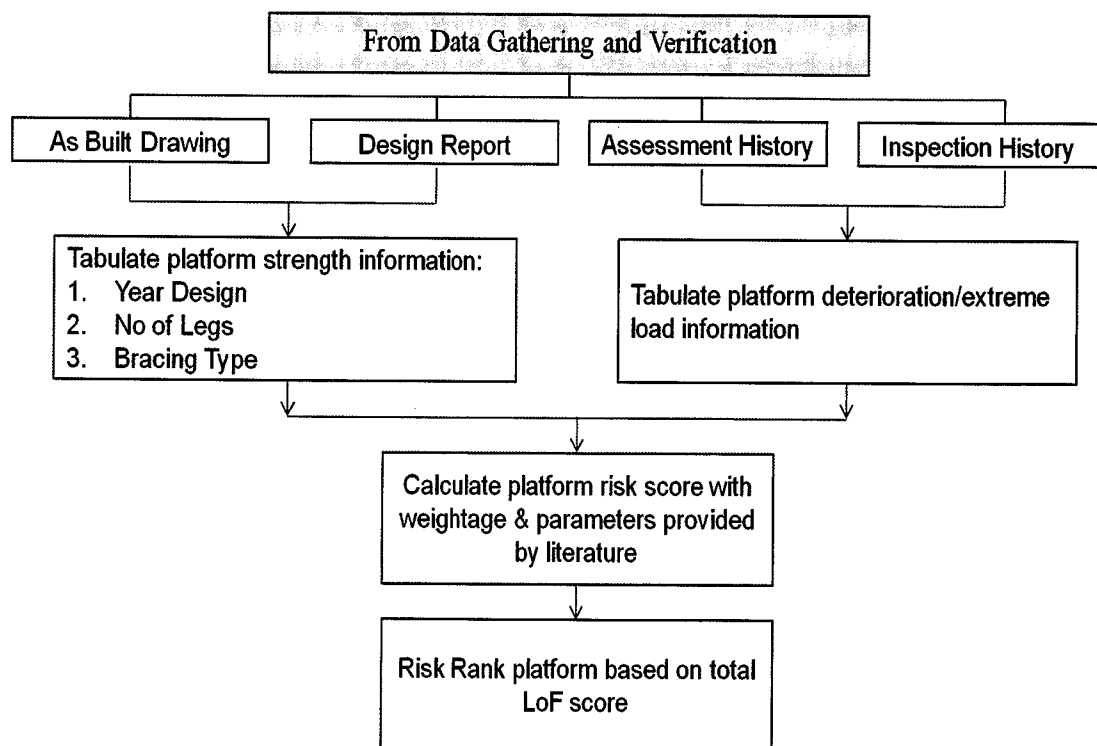 From Data Gathering and Verification
As Built Drawing
Design Report
Assessment History
Inspection History
Tabulate platform strength information:
1. Year Design
2. No of Legs
3. Bracing Type
Tabulate platform deterioration/extreme
load information
Calculate platform risk score with
weightage & parameters provided
by literature
Risk Rank platform based on total
LoF score